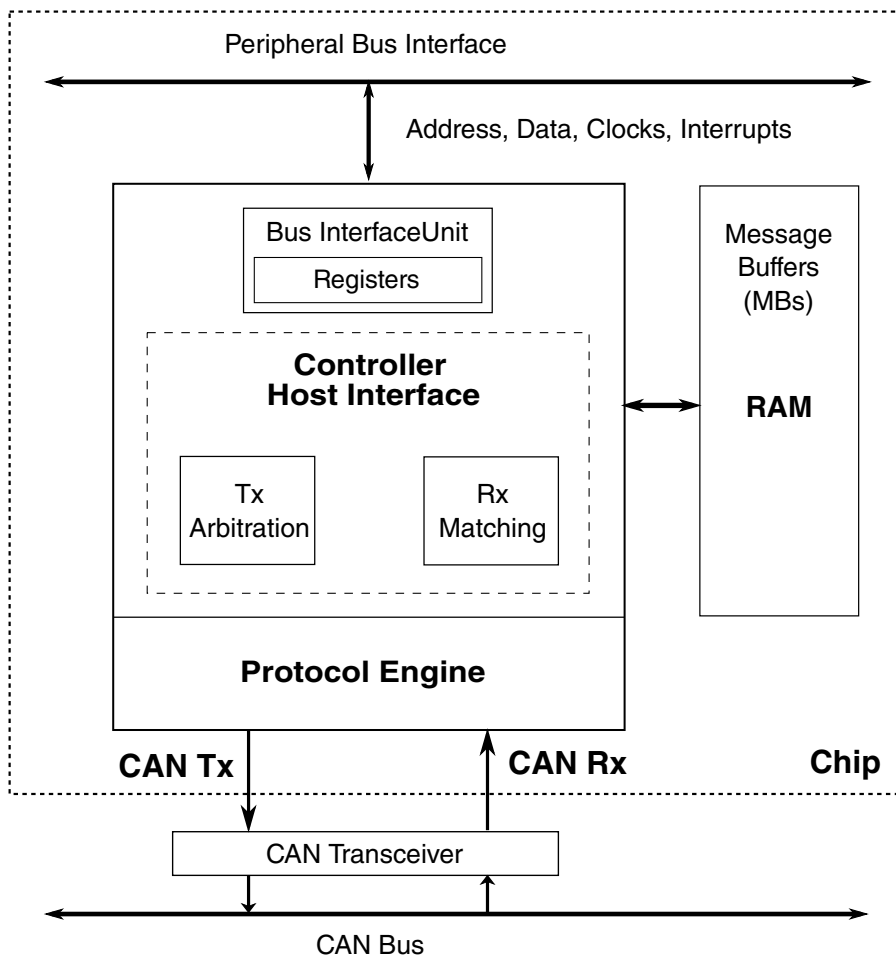 Peripheral Bus Interface
Address, Data, Clocks, Interrupts
Bus InterfaceUnit
Registers
Message
Buffers
(MBs)
RAM
Controller
Host Interface
Tx
Arbitration
Rx
Matching
Protocol Engine
CAN Tx
CAN Rx
Chip
CAN Transceiver
CAN Bus